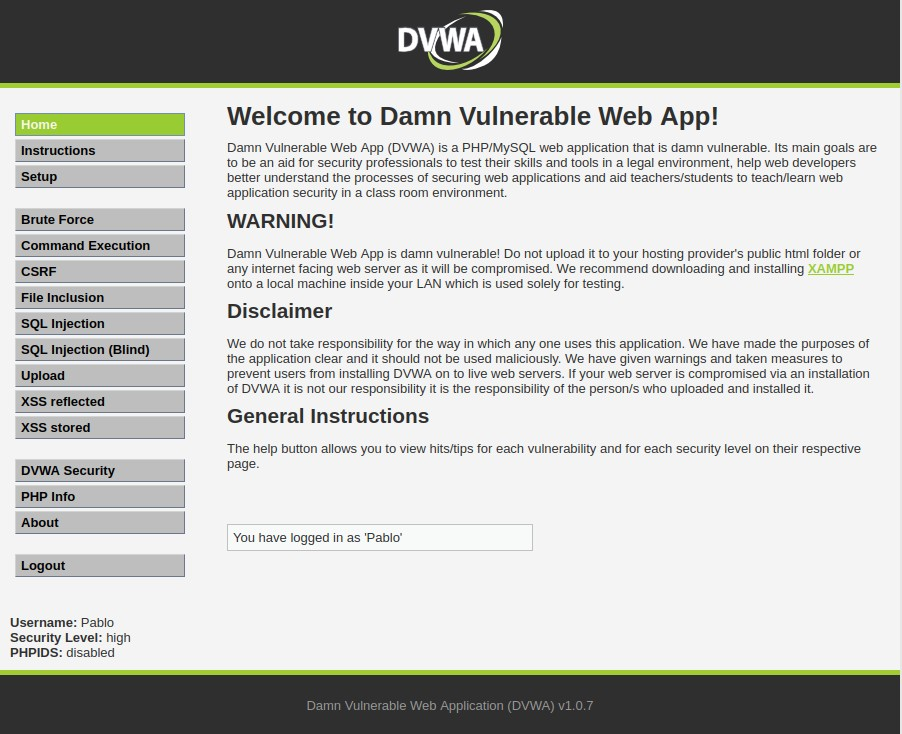 DVWA
Home
Instructions
Setup
Brute Force
Command Execution
CSRF
File Inclusion
SQL Injection
SQL Injection (Blind)
Upload
XSS reflected
XSS stored
DVWA Security
PHP Info
About
Logout
Username: Pablo
Security Level: high
PHPIDS: disabled
Welcome to Damn Vulnerable Web App!
Damn Vulnerable Web App (DVWA) is a PHP/MySQL web application that is damn vulnerable. Its main goals are
to be an aid for security professionals to test their skills and tools in a legal environment, help web developers
better understand the processes of securing web applications and aid teachers/students to teach/learn web
application security in a class room environment.
WARNING!
Damn Vulnerable Web App is damn vulnerable! Do not upload it to your hosting provider's public html folder or
any internet facing web server as it will be compromised. We recommend downloading and installing XAMPP
onto a local machine inside your LAN which is used solely for testing.
Disclaimer
We do not take responsibility for the way in which any one uses this application. We have made the purposes of
the application clear and it should not be used maliciously. We have given warnings and taken measures to
prevent users from installing DVWA on to live web servers. If your web server is compromised via an installation
of DVWA it is not our responsibility it is the responsibility of the person/s who uploaded and installed it.
General Instructions
The help button allows you to view hits/tips for each vulnerability and for each security level on their respective
page.
You have logged in as 'Pablo'
Damn Vulnerable Web Application (DVWA) v1.0.7